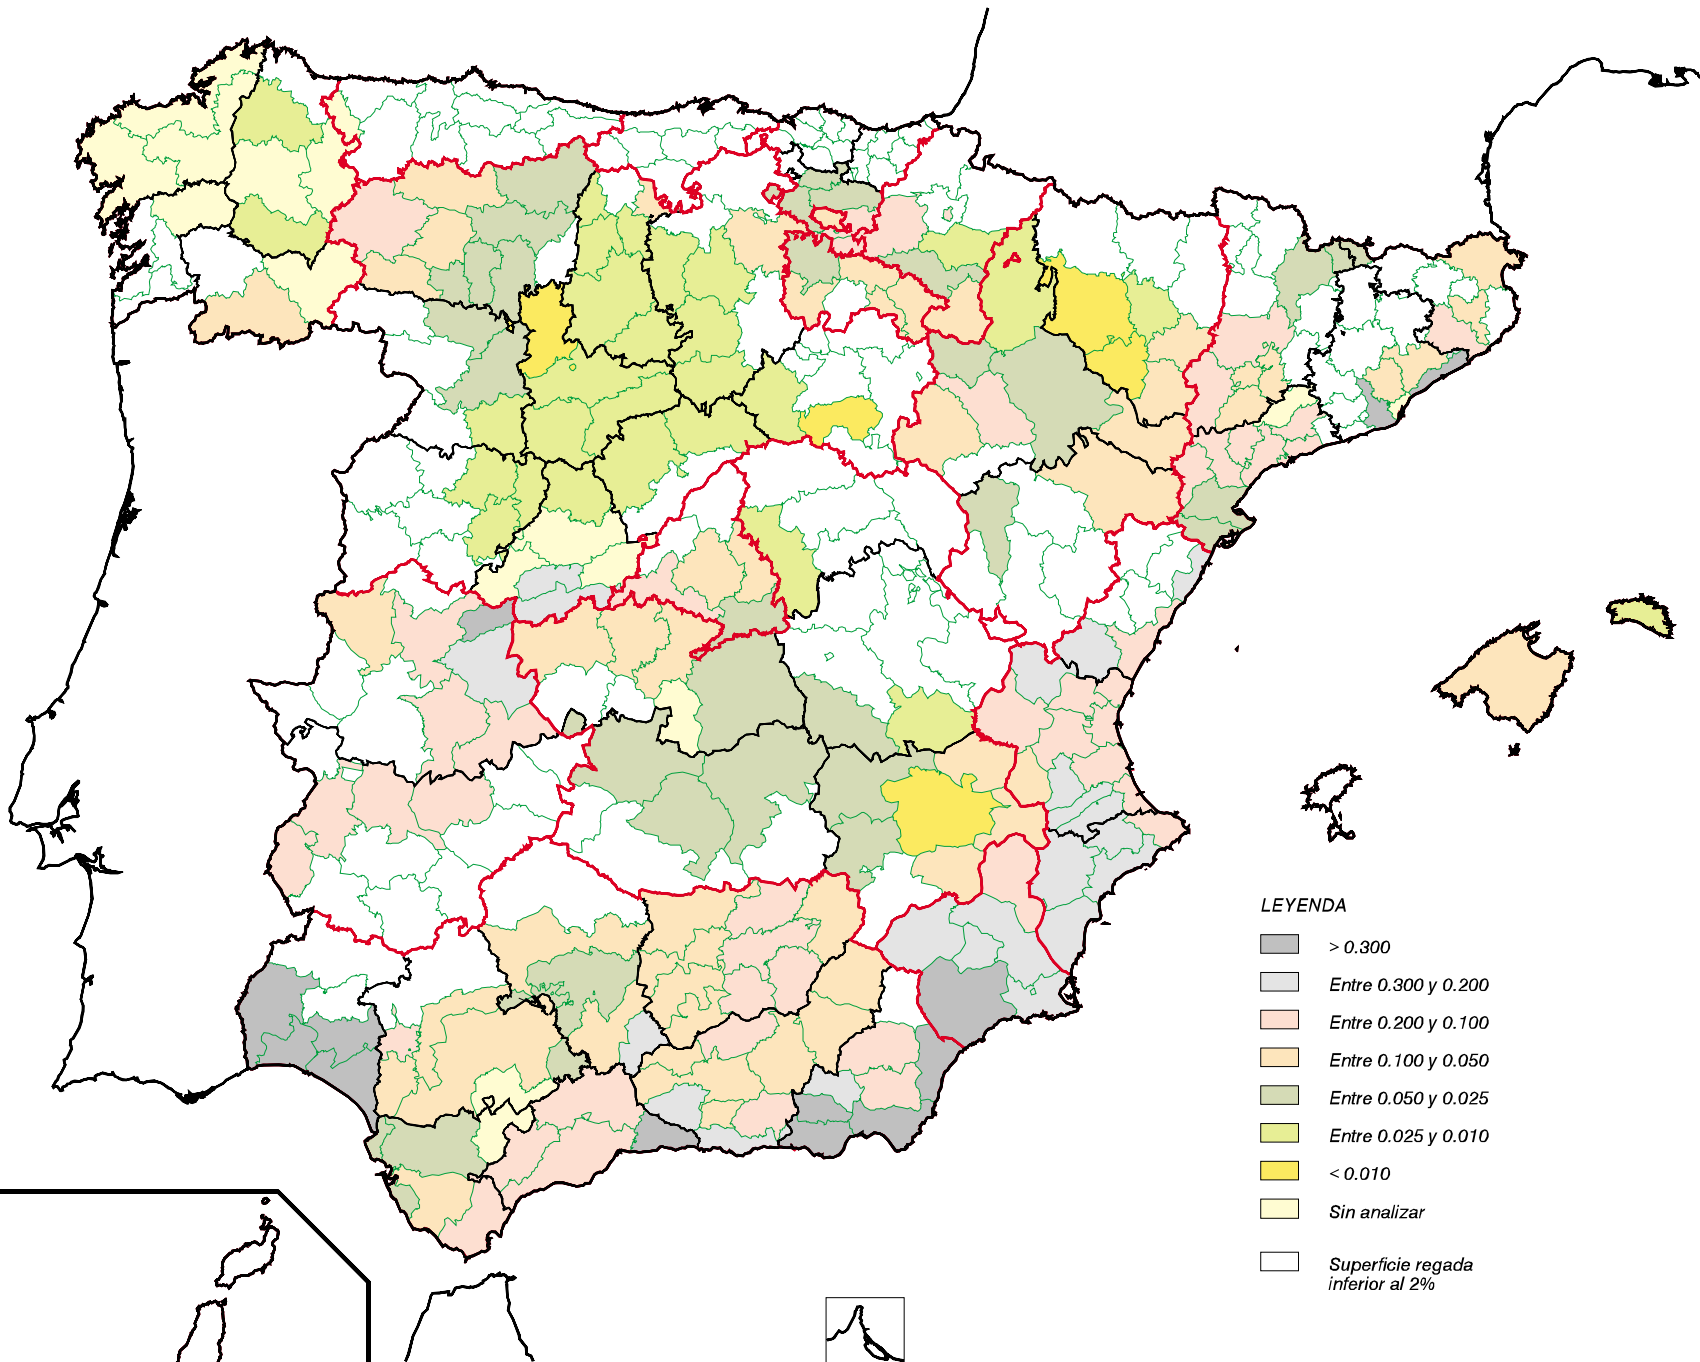 LEYENDA
> 0.300
Entre 0.300 y 0.200
Entre 0.200 y 0.100
Entre 0.100 y 0.050
Entre 0.050 y 0.025
Entre 0.025 y 0.010
< 0.010
Sin analizar
Superficie regada
inferior al 2%